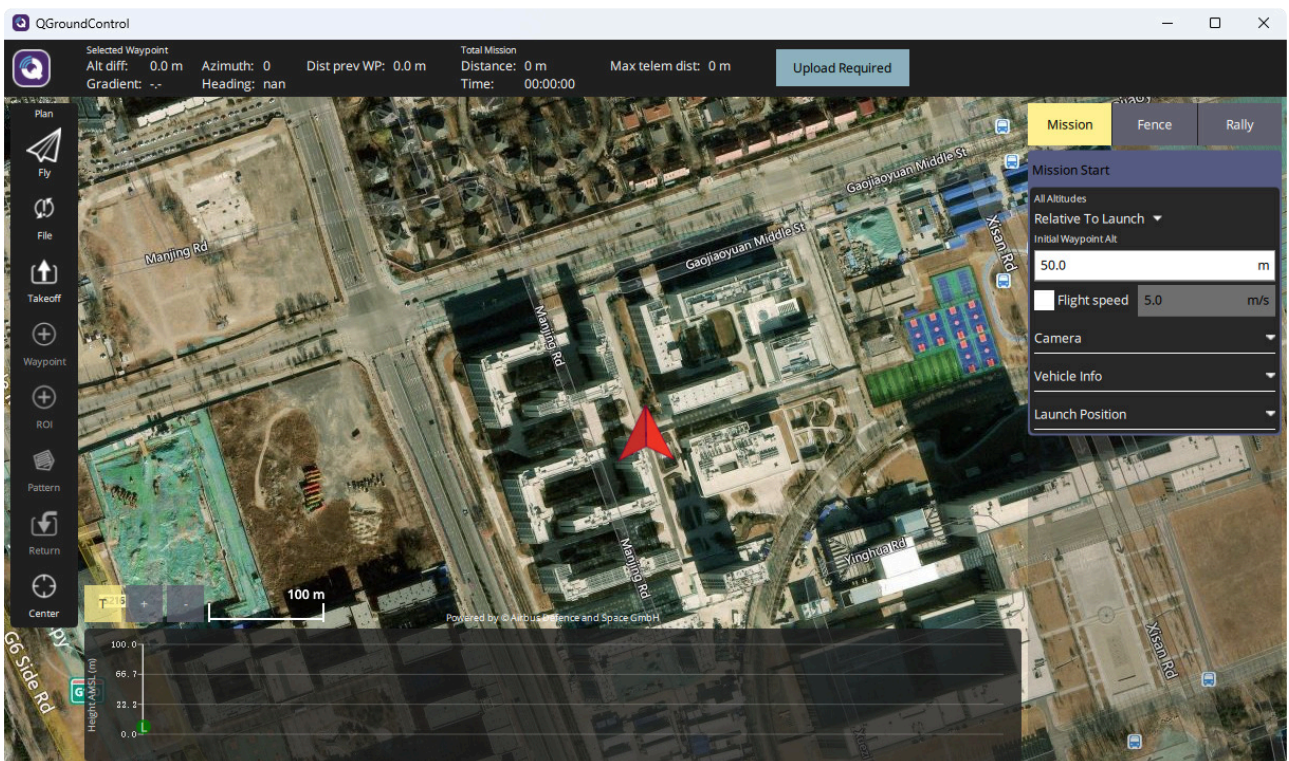 QGroundControl
Selected Waypoint
Alt diff: 0.0 m Azimuth: 0 Dist prev WP: 0.0 m
Gradient: -.- Heading: nan
Total Mission
Distance: 0 m Max telem dist: 0 m
Time: 00:00:00
Upload Required
Plan
Fly
File
Takeoff
Waypoint
ROI
Pattern
Return
Center
Mission Fence Rally
Mission Start
All Altitudes
Relative To Launch
Initial Waypoint Alt
50.0 m
Flight speed 5.0 m/s
Camera
Vehicle Info
Launch Position
Gaojiaoyuan Middle St
Gaojiaoyuan Middle St
Manjing Rd
Manjing Rd
Manjing Rd
Xisan Rd
Xisan Rd
Yinghua Rd
G6 Side Rd
T + -
100 m
Powered by © Airbus Defence and Space GmbH
Height AMSL (m)
100.0
66.7
0.0
L